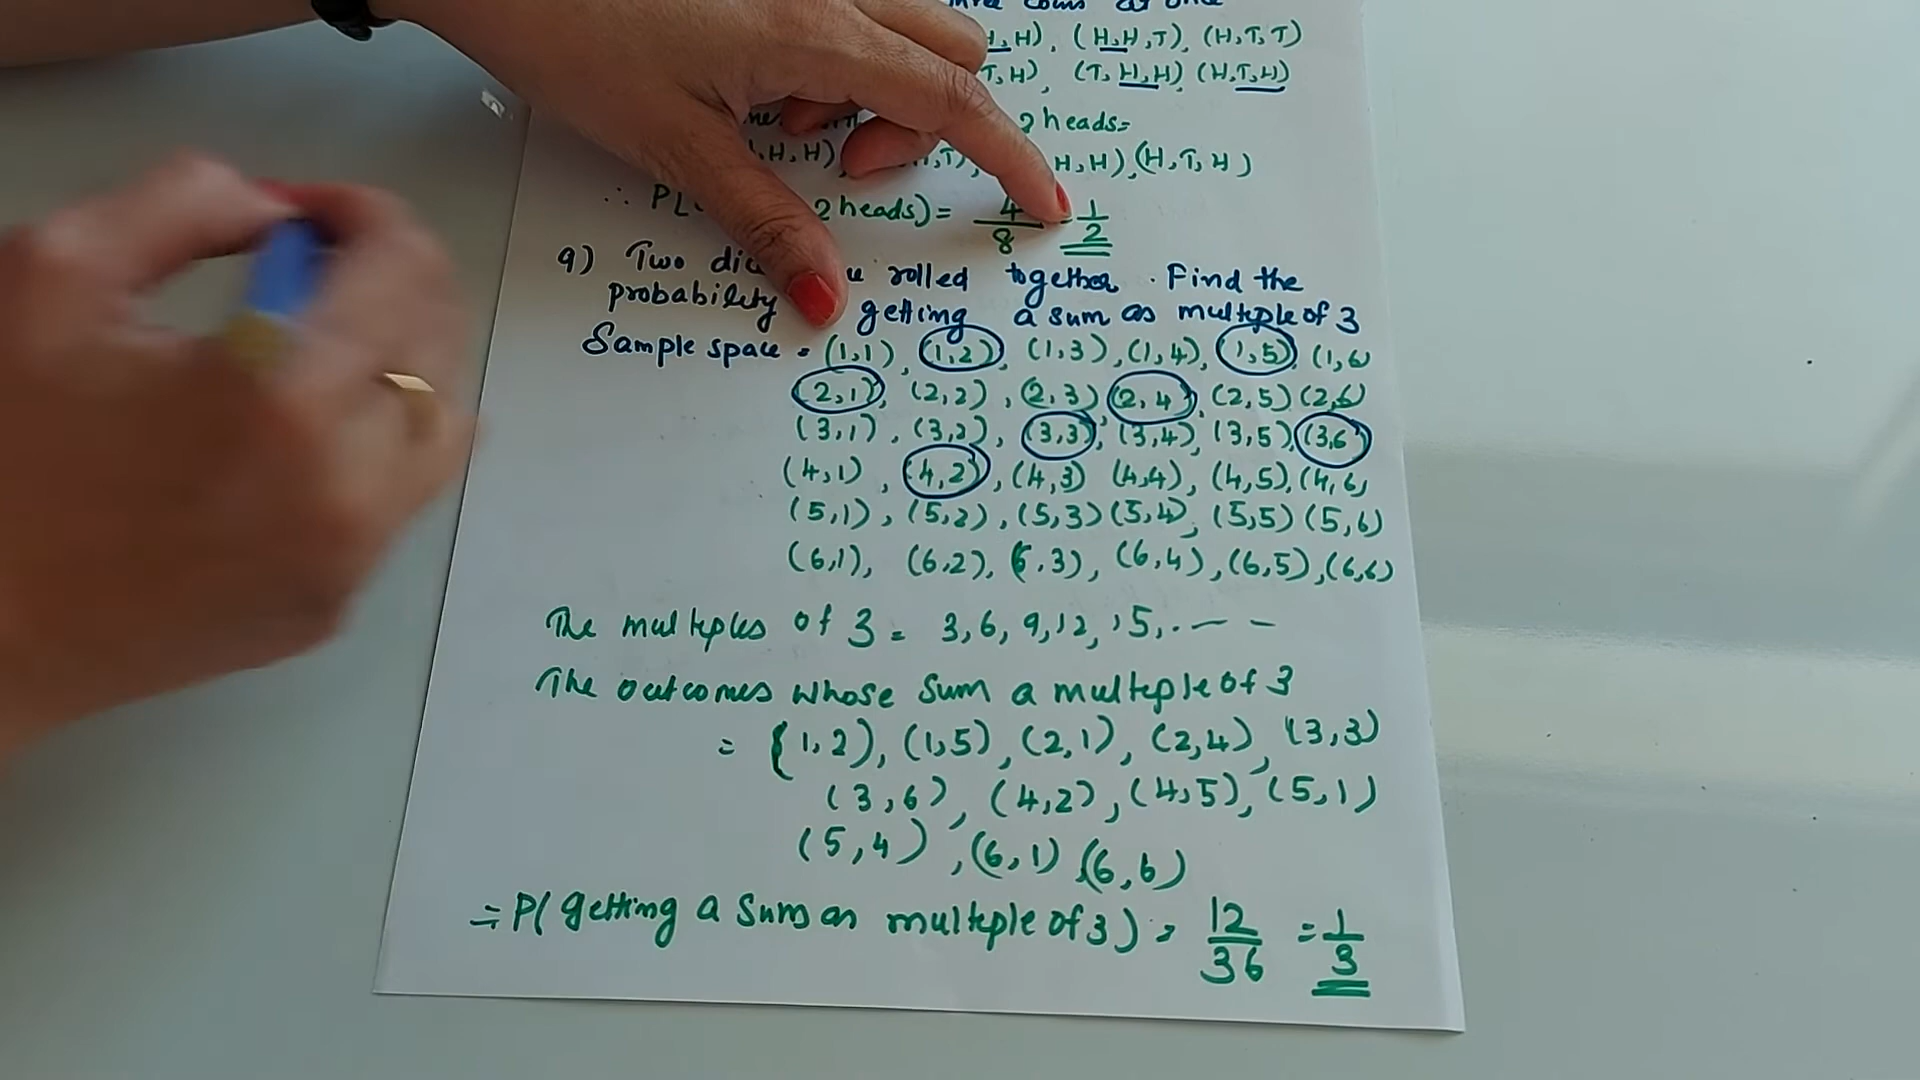 H), (H,H,T), (H,T,T)
T,H), (T,H,H) (H,T,H)
2 heads=
H,H) T), H,H),(H,T,H)
∴ P( 2 heads) = 4/8 = 1/2
9) Two rolled together. Find the
probability getting a sum as multiple of 3
Sample space = (1,1), (1,2), (1,3), (1,4), (1,5), (1,6
(2,1), (2,2), (2,3), (2,4), (2,5) (2,6)
(3,1), (3,2), (3,3), (3,4), (3,5) (3,6)
(4,1), (4,2), (4,3) (4,4), (4,5), (4,6)
(5,1), (5,2), (5,3) (5,4), (5,5) (5,6)
(6,1), (6,2), (6,3), (6,4), (6,5), (6,6)
The multiples of 3 = 3, 6, 9, 12, 15, . — –
The outcomes whose sum a multiple of 3
= {1,2), (1,5), (2,1), (2,4), (3,3)
(3,6), (4,2), (4,5), (5,1)
(5,4), (6,1) (6,6)
= P( getting a sum as multiple of 3) = 12/36 = 1/3